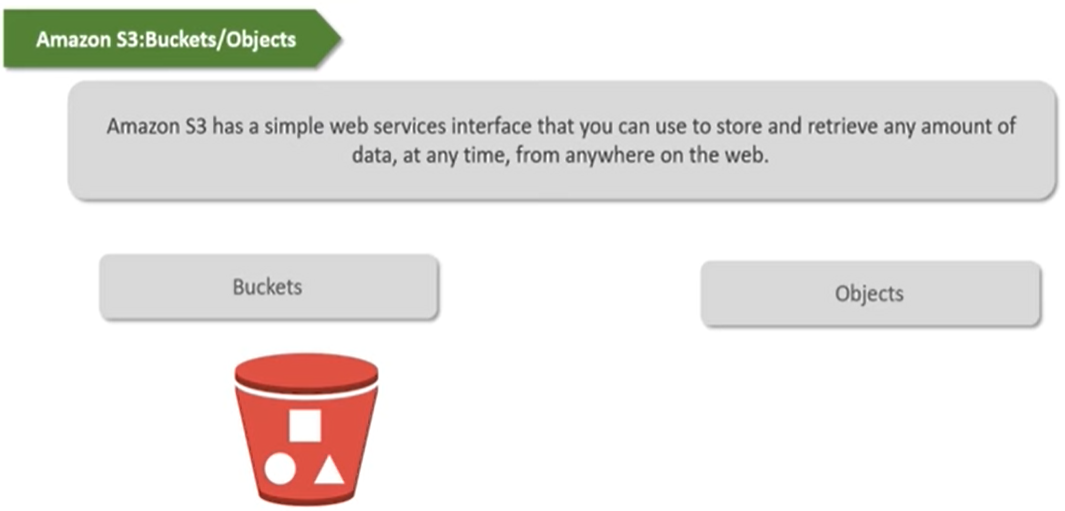 Amazon S3:Buckets/Objects
Amazon S3 has a simple web services interface that you can use to store and retrieve any amount of
data, at any time, from anywhere on the web.
Buckets
Objects